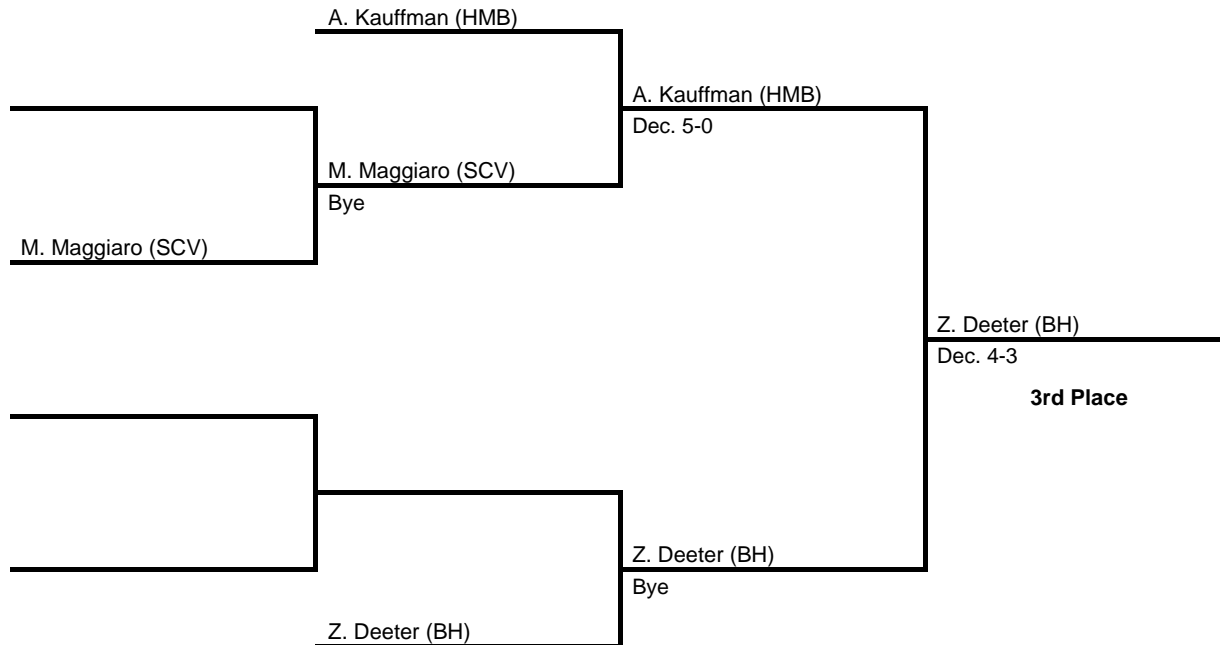 A. Kauffman (HMB)
A. Kauffman (HMB)
Dec. 5-0
M. Maggiaro (SCV)
Bye
M. Maggiaro (SCV)
Z. Deeter (BH)
Dec. 4-3
3rd Place
Z. Deeter (BH)
Bye
Z. Deeter (BH)